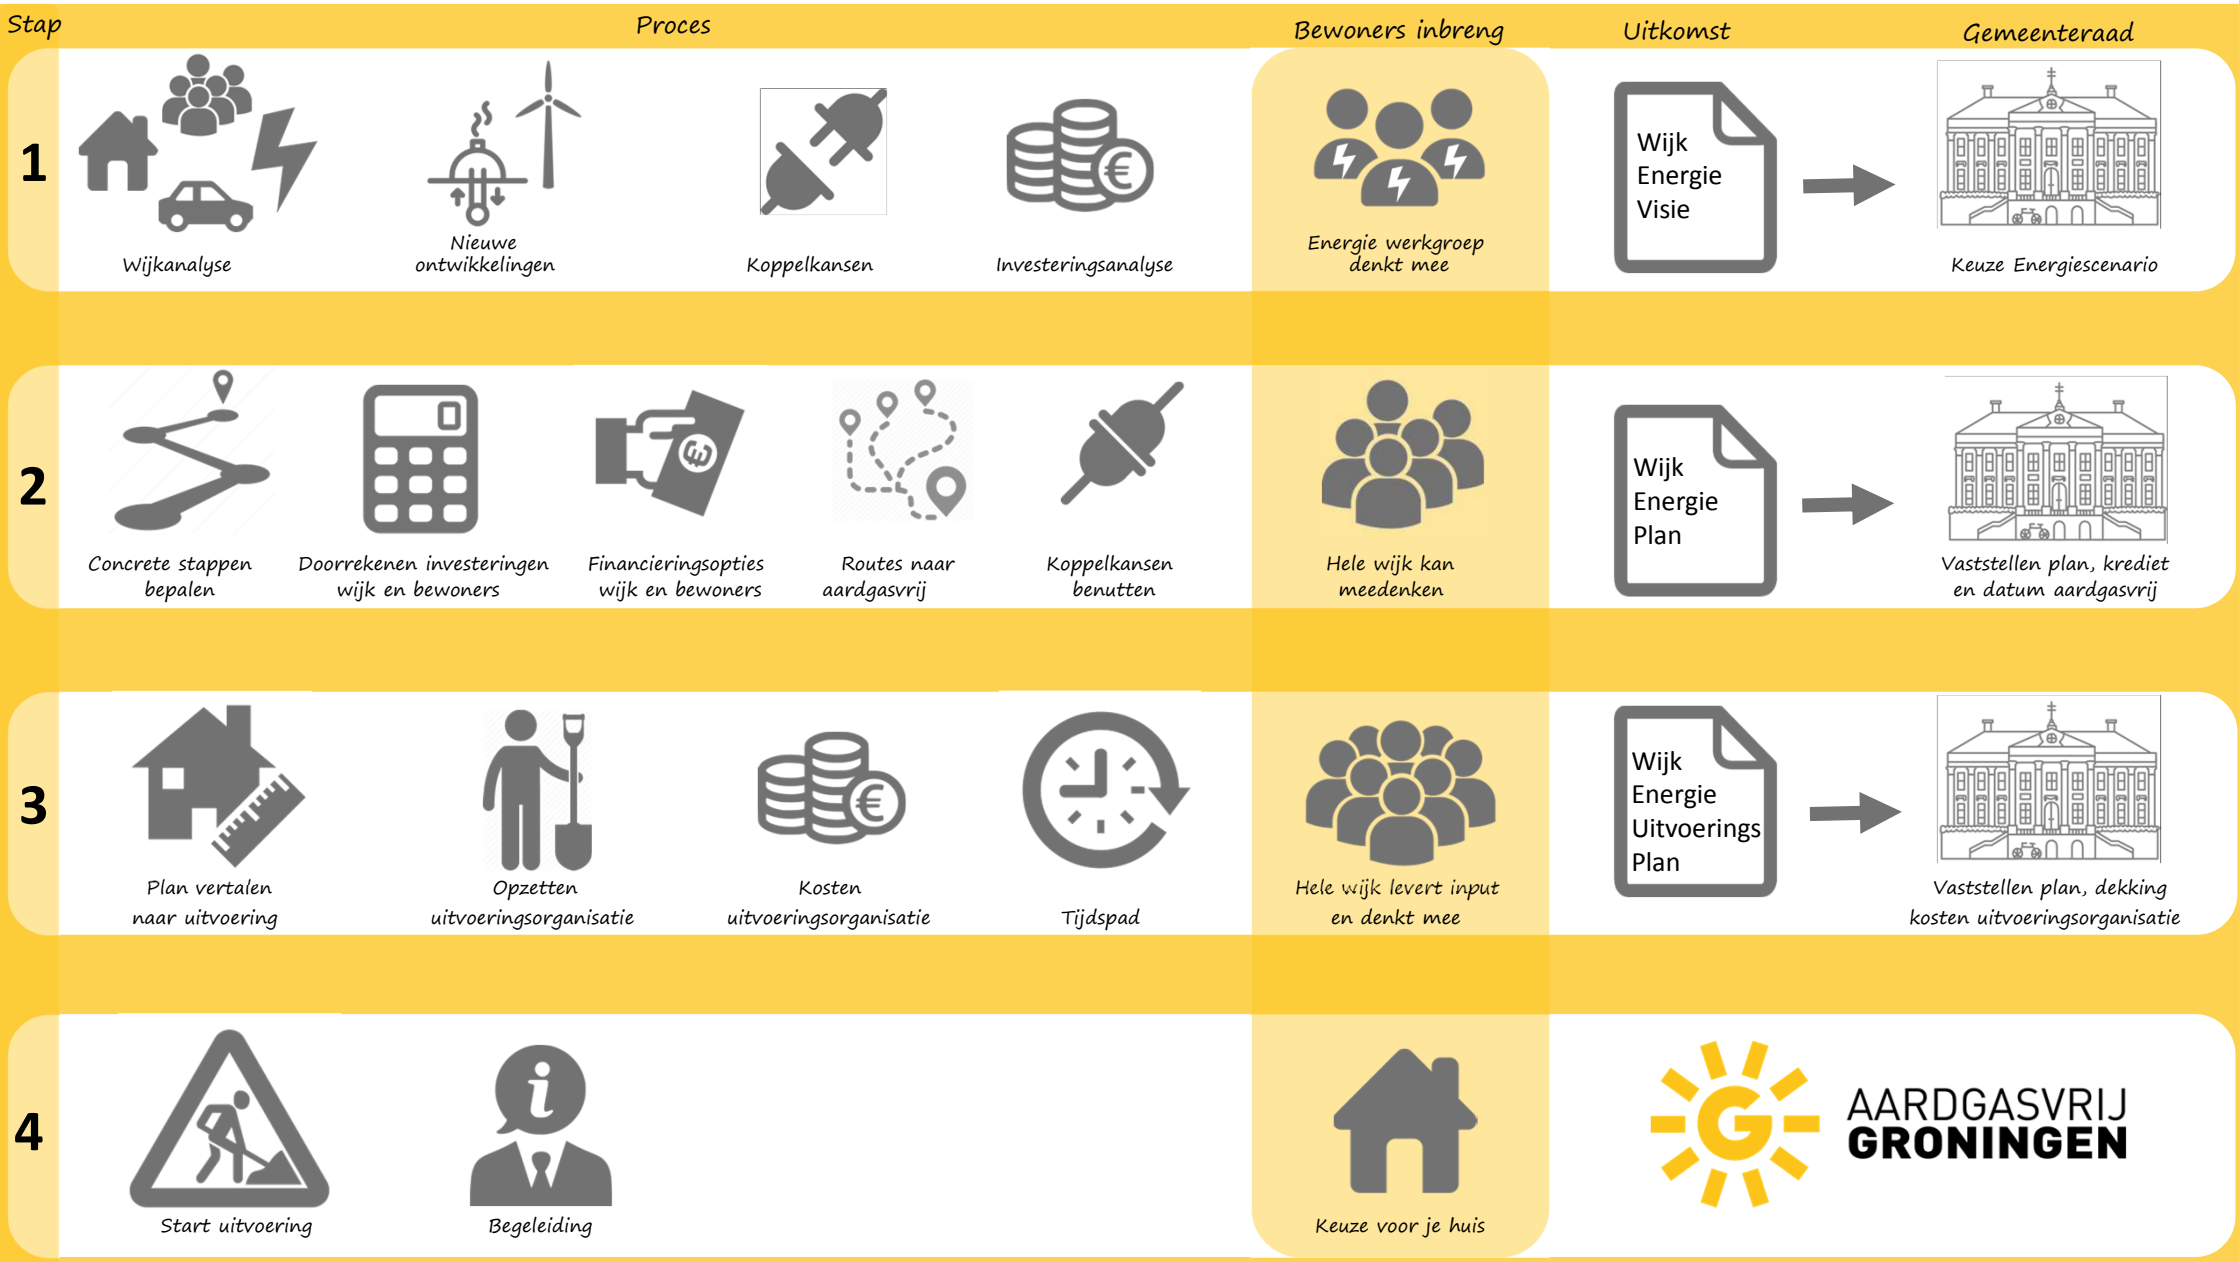 Stap
Proces
Bewoners inbreng
Uitkomst
Gemeenteraad
1
Wijkanalyse
Nieuwe
ontwikkelingen
Koppelkansen
Investeringsanalyse
Energie werkgroep
denkt mee
Wijk
Energie
Visie
Keuze Energiescenario
2
Concrete stappen
bepalen
Doorrekenen investeringen
wijk en bewoners
Financieringsopties
wijk en bewoners
Routes naar
aardgasvrij
Koppelkansen
benutten
Hele wijk kan
meedenken
Wijk
Energie
Plan
Vaststellen plan, krediet
en datum aardgasvrij
3
Plan vertalen
naar uitvoering
Opzetten
uitvoeringsorganisatie
Kosten
uitvoeringsorganisatie
Tijdspad
Hele wijk levert input
en denkt mee
Wijk
Energie
Uitvoerings
Plan
Vaststellen plan, dekking
kosten uitvoeringsorganisatie
4
Start uitvoering
Begeleiding
Keuze voor je huis
G
AARDGASVRIJ
GRONINGEN